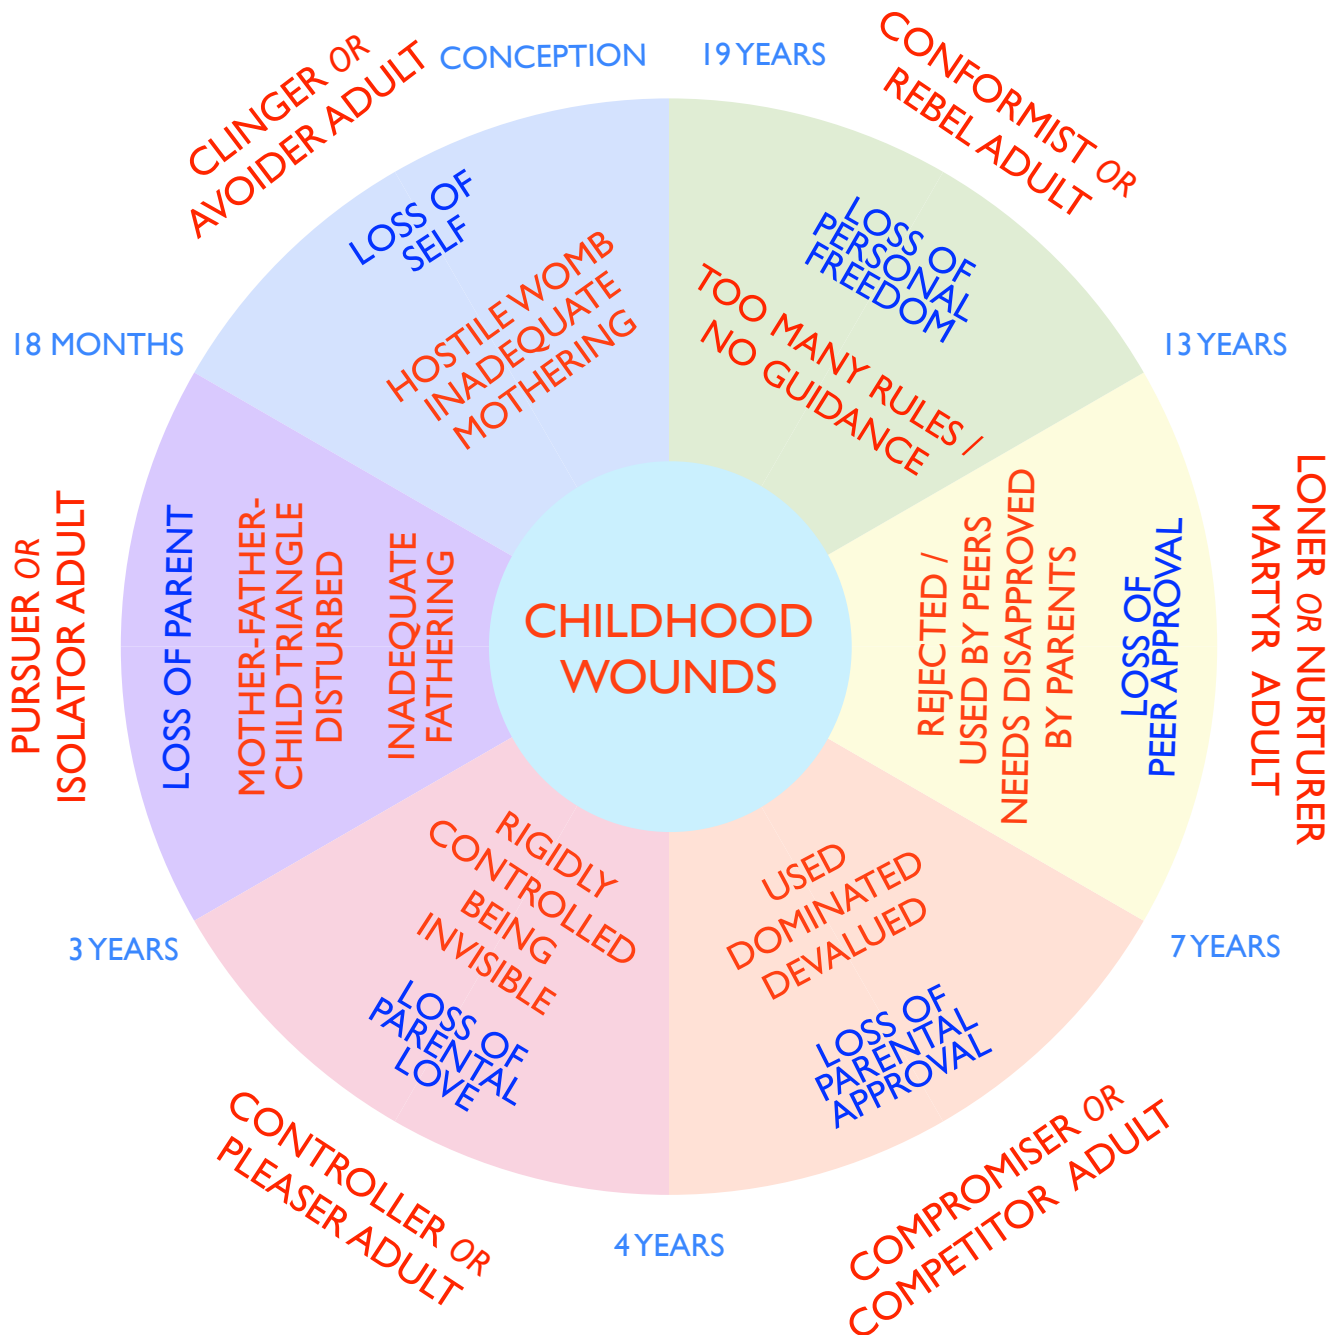 CHILDHOOD
WOUNDS
CONCEPTION
CLINGER OR
AVOIDER ADULT
LOSS OF
SELF
HOSTILE WOMB
INADEQUATE
MOTHERING
18 MONTHS
PURSUER OR
ISOLATOR ADULT
LOSS OF PARENT
MOTHER-FATHER-
CHILD TRIANGLE
DISTURBED
INADEQUATE
FATHERING
3 YEARS
CONTROLLER OR
PLEASER ADULT
RIGIDLY
CONTROLLED
BEING
INVISIBLE
LOSS OF
PARENTAL
LOVE
4 YEARS
COMPROMISER OR
COMPETITOR ADULT
USED
DOMINATED
DEVALUED
LOSS OF
PARENTAL
APPROVAL
7 YEARS
LONER OR NURTURER
MARTYR ADULT
REJECTED /
USED BY PEERS
NEEDS DISAPPROVED
BY PARENTS
LOSS OF
PEER APPROVAL
13 YEARS
CONFORMIST OR
REBEL ADULT
LOSS OF
PERSONAL
FREEDOM
TOO MANY RULES /
NO GUIDANCE
19 YEARS